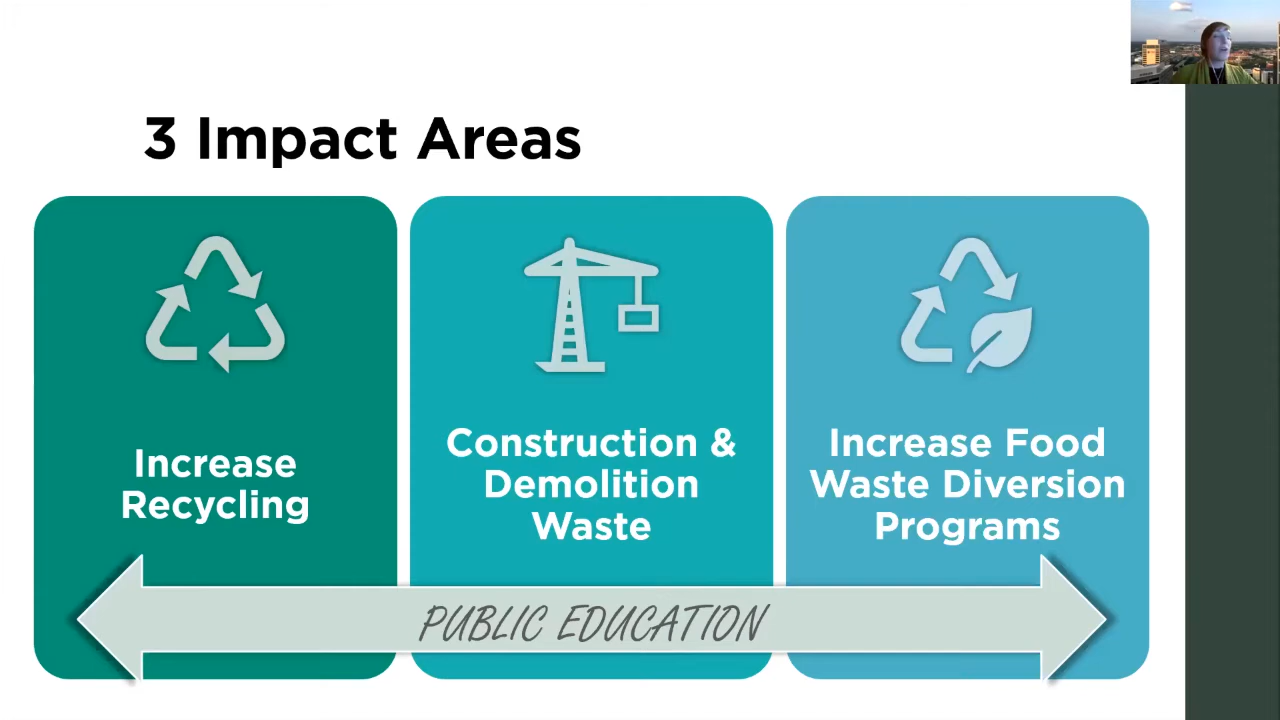 3 Impact Areas
Increase
Recycling
Construction &
Demolition
Waste
Increase Food
Waste Diversion
Programs
PUBLIC EDUCATION